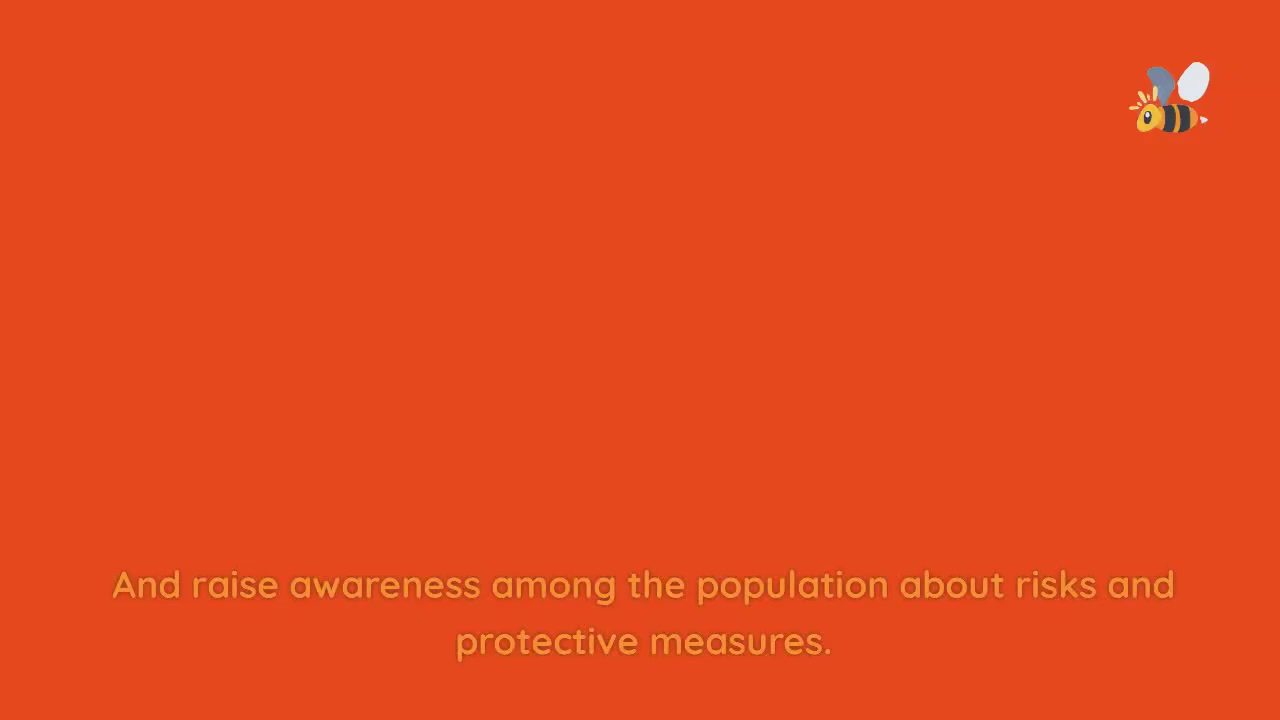 And raise awareness among the population about risks and
protective measures.